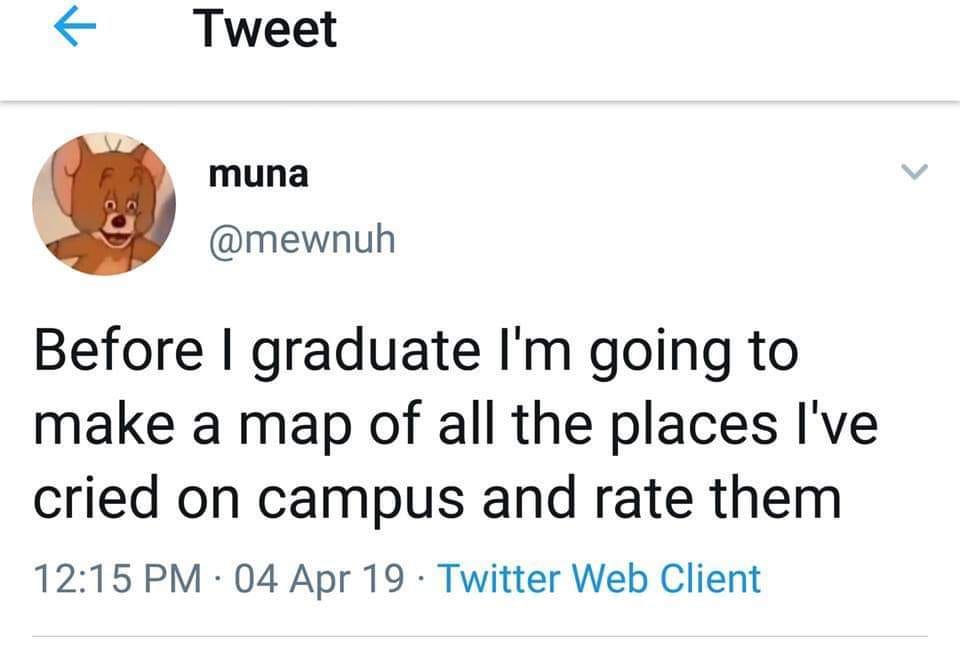 Tweet
muna
@mewnuh
Before I graduate I'm going to
make a map of all the places I've
cried on campus and rate them
12:15 PM · 04 Apr 19 · Twitter Web Client